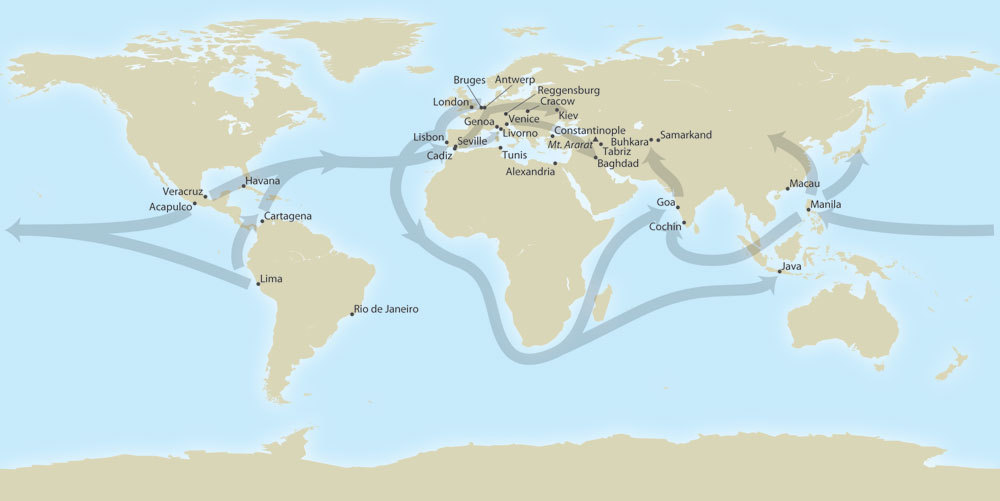 Bruges
Antwerp
Reggensburg
London
Cracow
Kiev
Genoa
Venice
Lisbon
Seville
Livorno
Constantinople
Mt. Ararat
Buhkara
Samarkand
Cadiz
Tunis
Tabriz
Baghdad
Alexandria
Havana
Veracruz
Acapulco
Macau
Goa
Manila
Cartagena
Cochin
Lima
Java
Rio de Janeiro